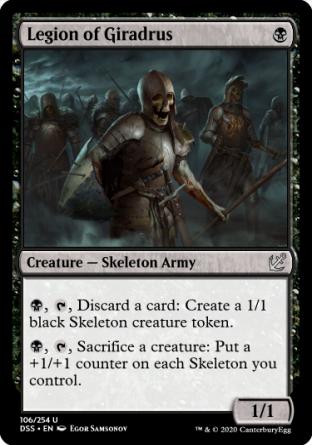 Legion of Giradrus
Creature — Skeleton Army
, , Discard a card: Create a 1/1
black Skeleton creature token.
, , Sacrifice a creature: Put a
+1/+1 counter on each Skeleton you
control.
1/1
106/254 U
DSS • EN Egor Samsonov
™ & © 2020 CanterburyEgg